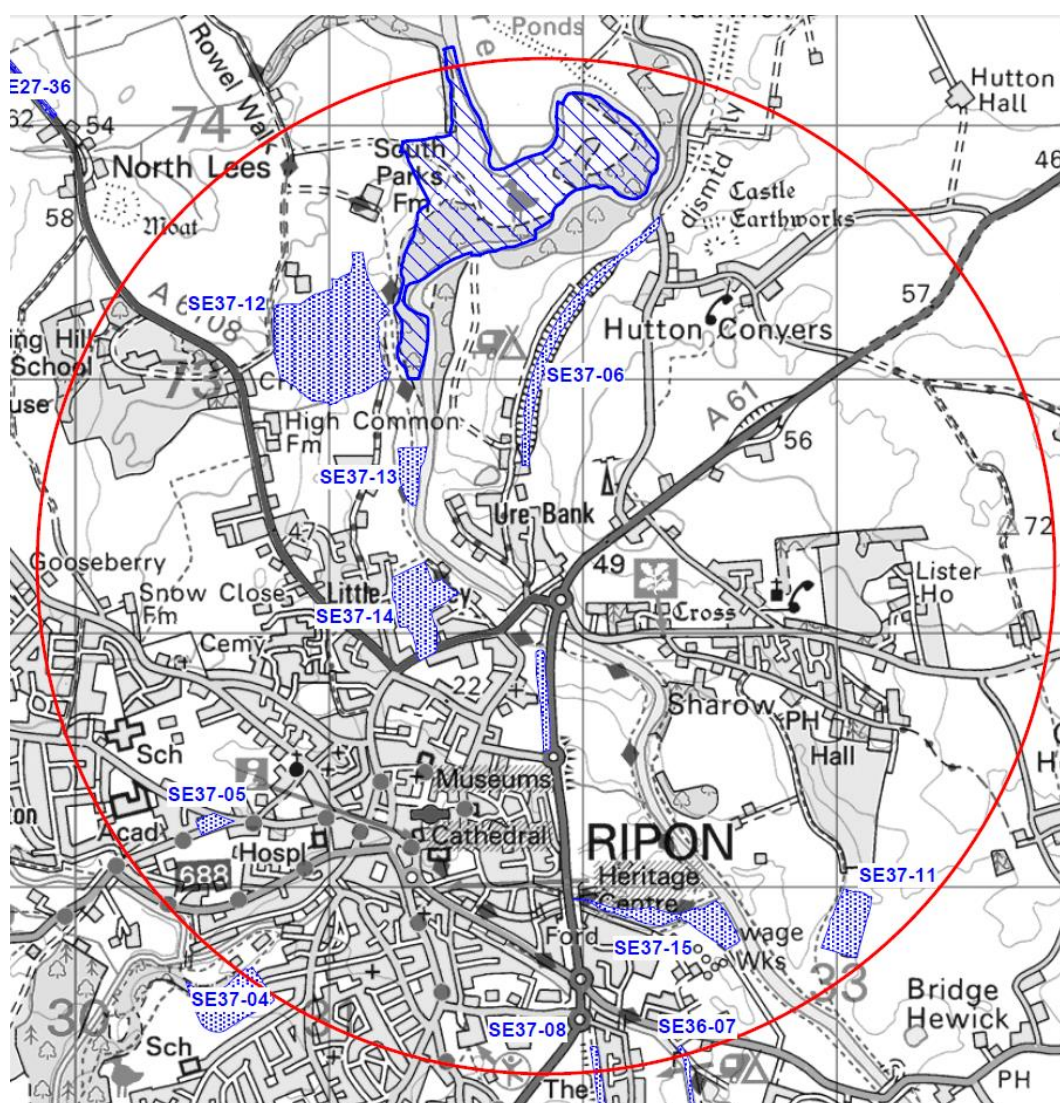 Ponds
Hutton
Hall
Rowel Walk
SE27-36
62
54
74
North Lees
South
Parks
Fm
dismtd
rly
46
Castle
Earthworks
58
Moat
SE37-12
A 6108
57
Hutton Conyers
School
73
SE37-06
A 61
High Common
Fm
56
SE37-13
Ure Bank
47
72
Gooseberry
49
Lister
Ho
Snow Close
Fm
Little
SE37-14
Cross
Cemy
22
Sharow
PH
Sch
Hall
Museums
SE37-05
Acad
Cathedral
RIPON
Hospl
688
Heritage
Centre
SE37-11
Ford
SE37-15
Wks
33
SE37-04
30
Bridge
Hewick
SE37-08
SE36-07
Sch
The
PH